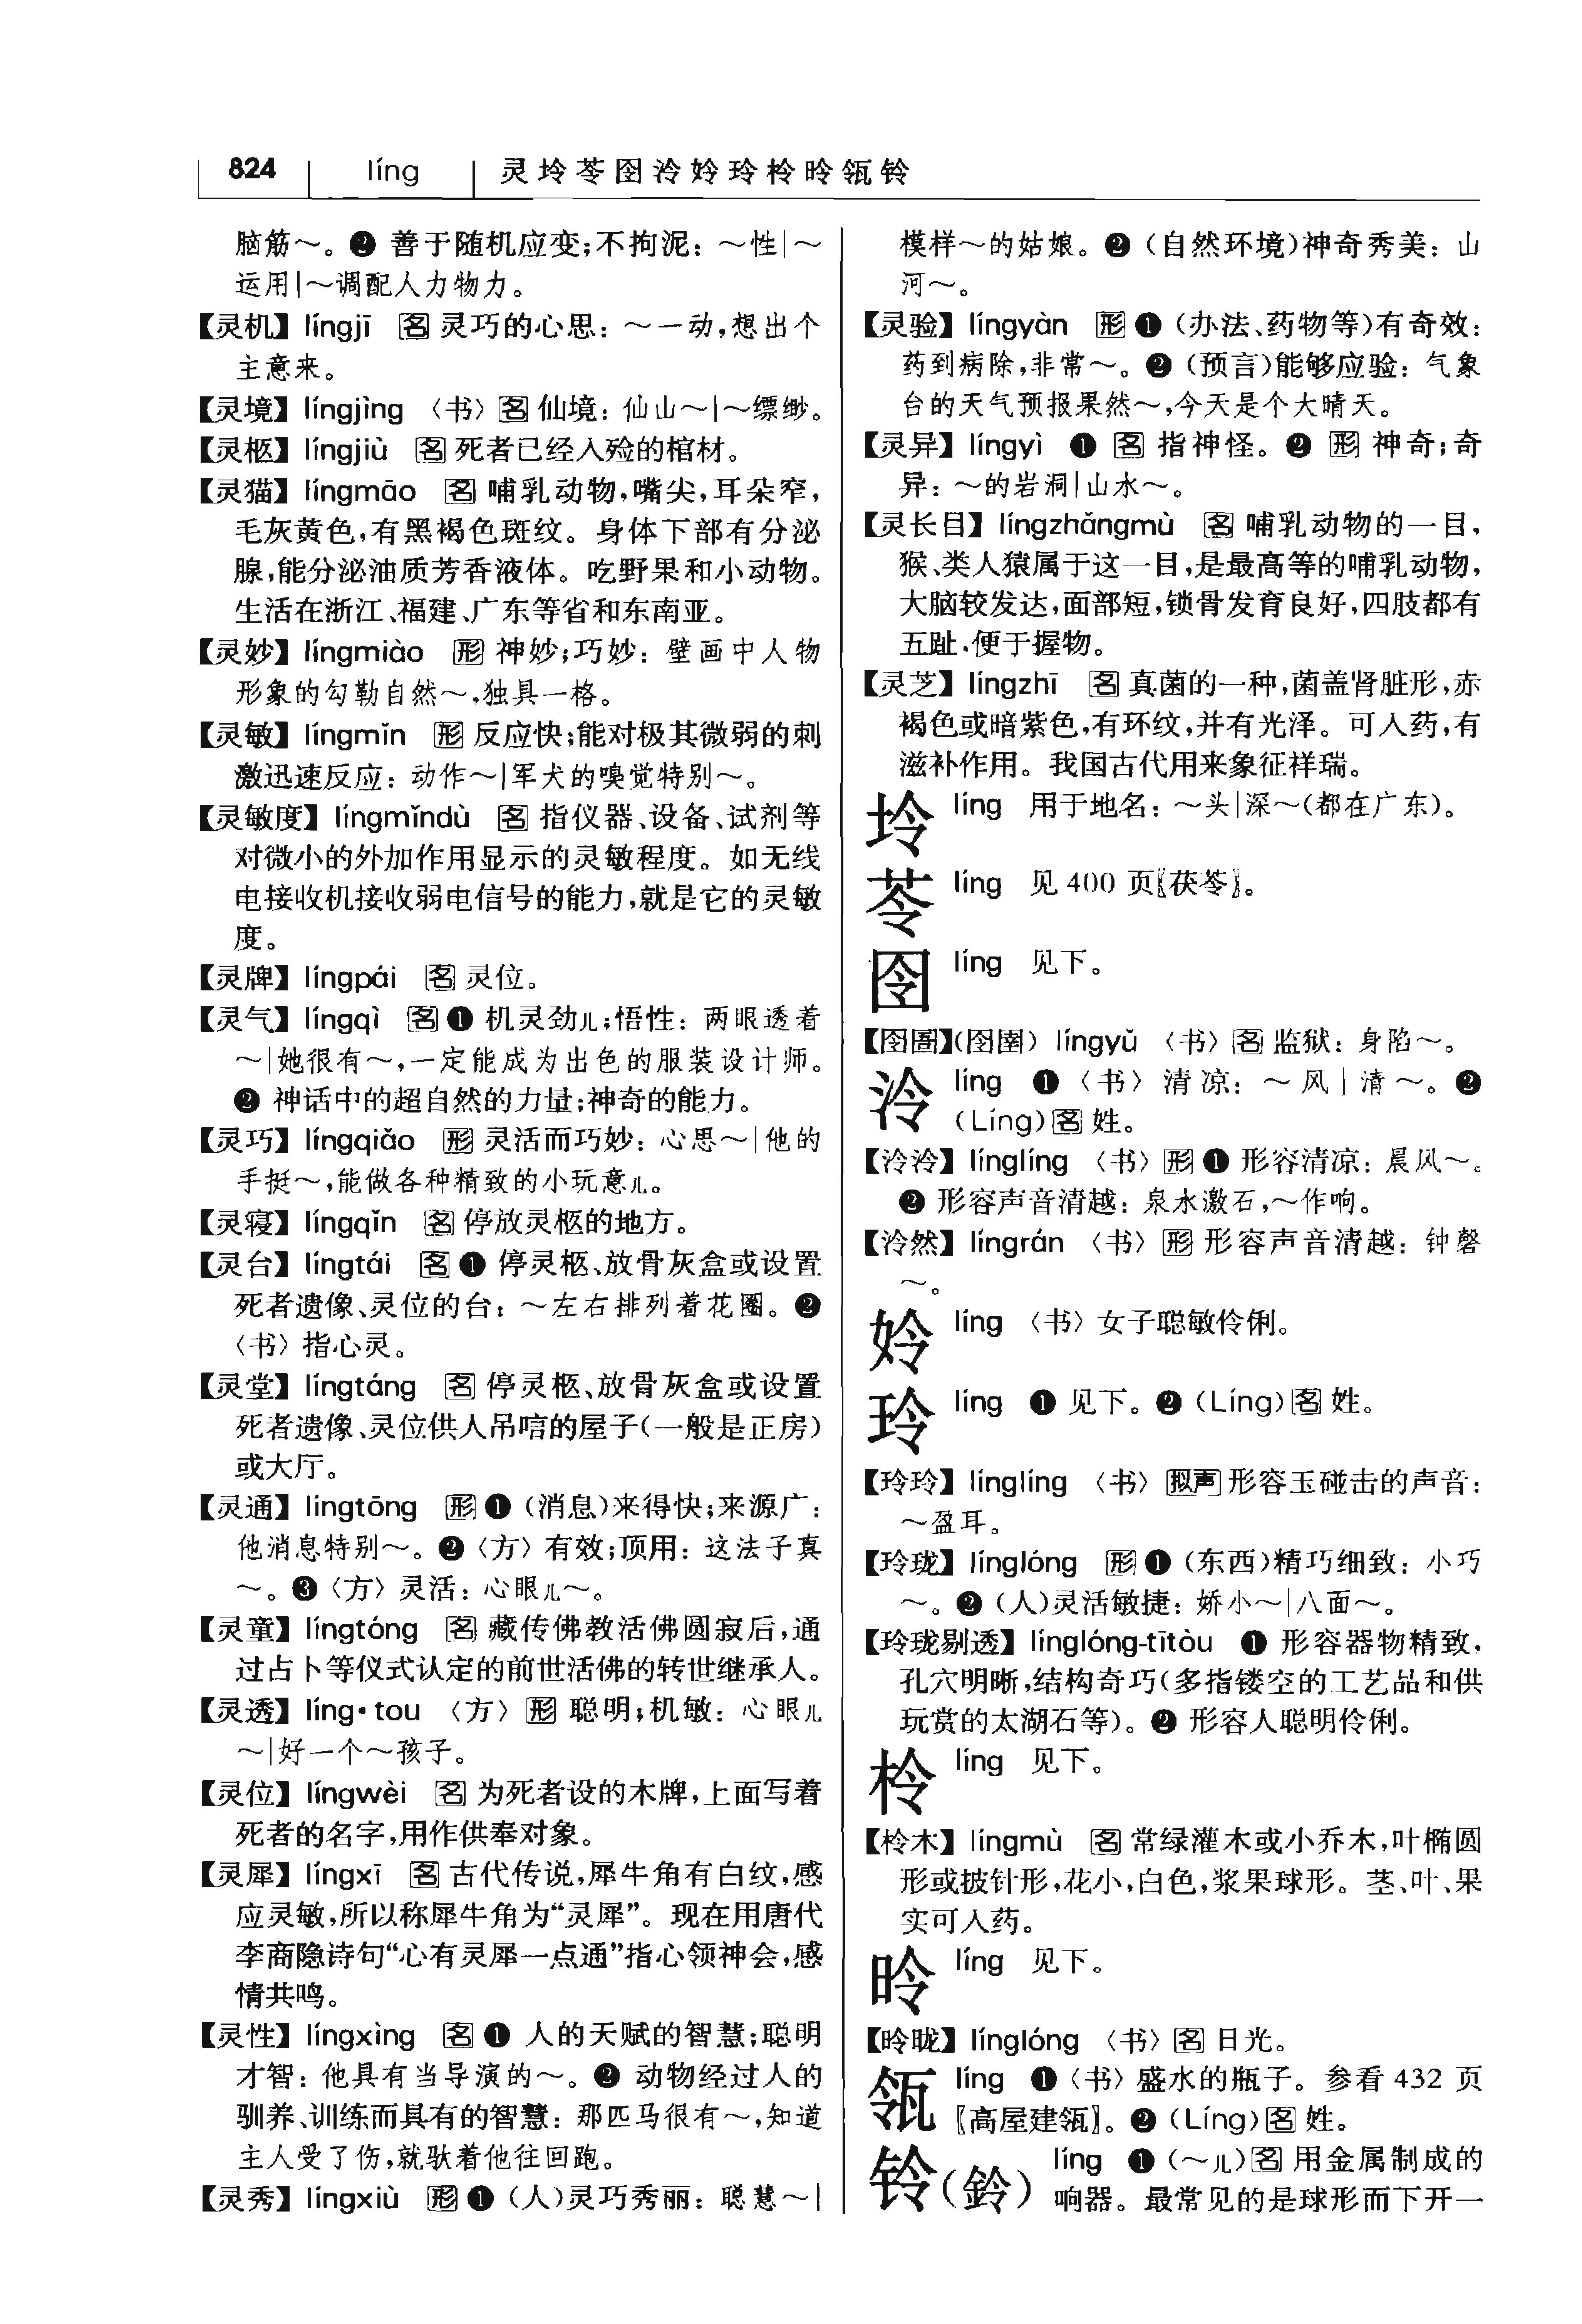 824 líng 灵坽苓囹泠姈玲柃昤瓴铃
脑筋～。❷ 善于随机应变;不拘泥：～性|～
运用|～调配人力物力。
【灵机】língjī 名 灵巧的心思：～一动,想出个
主意来。
【灵境】língjìng 〈书〉名 仙境：仙山～|～缥缈。
【灵柩】língjiù 名 死者已经入殓的棺材。
【灵猫】língmāo 名 哺乳动物,嘴尖,耳朵窄,
毛灰黄色,有黑褐色斑纹。身体下部有分泌
腺,能分泌油质芳香液体。吃野果和小动物。
生活在浙江、福建、广东等省和东南亚。
【灵妙】língmiào 形 神妙;巧妙：壁画中人物
形象的勾勒自然～,独具一格。
【灵敏】língmǐn 形 反应快;能对极其微弱的刺
激迅速反应：动作～|军犬的嗅觉特别～。
【灵敏度】língmǐndù 名 指仪器、设备、试剂等
对微小的外加作用显示的灵敏程度。如无线
电接收机接收弱电信号的能力,就是它的灵敏
度。
【灵牌】língpái 名 灵位。
【灵气】língqì 名 ❶ 机灵劲儿;悟性：两眼透着
～|她很有～,一定能成为出色的服装设计师。
❷ 神话中的超自然的力量;神奇的能力。
【灵巧】língqiǎo 形 灵活而巧妙：心思～|他的
手挺～,能做各种精致的小玩意儿。
【灵寝】língqǐn 名 停放灵柩的地方。
【灵台】língtái 名 ❶ 停灵柩、放骨灰盒或设置
死者遗像、灵位的台：～左右排列着花圈。❷
〈书〉指心灵。
【灵堂】língtáng 名 停灵柩、放骨灰盒或设置
死者遗像、灵位供人吊唁的屋子(一般是正房)
或大厅。
【灵通】língtōng 形 ❶ (消息)来得快;来源广：
他消息特别～。❷〈方〉有效;顶用：这法子真
～。❸〈方〉灵活：心眼儿～。
【灵童】língtóng 名 藏传佛教活佛圆寂后,通
过占卜等仪式认定的前世活佛的转世继承人。
【灵透】líng•tou 〈方〉形 聪明;机敏：心眼儿
～|好一个～孩子。
【灵位】língwèi 名 为死者设的木牌,上面写着
死者的名字,用作供奉对象。
【灵犀】língxī 名 古代传说,犀牛角有白纹,感
应灵敏,所以称犀牛角为“灵犀”。现在用唐代
李商隐诗句“心有灵犀一点通”指心领神会,感
情共鸣。
【灵性】língxìng 名 ❶ 人的天赋的智慧;聪明
才智：他具有当导演的～。❷ 动物经过人的
驯养、训练而具有的智慧：那匹马很有～,知道
主人受了伤,就驮着他往回跑。
【灵秀】língxiù 形 ❶ (人)灵巧秀丽：聪慧～|
模样～的姑娘。❷ (自然环境)神奇秀美：山
河～。
【灵验】língyàn 形 ❶ (办法、药物等)有奇效：
药到病除,非常～。❷ (预言)能够应验：气象
台的天气预报果然～,今天是个大晴天。
【灵异】língyì ❶ 名 指神怪。❷ 形 神奇;奇
异：～的岩洞|山水～。
【灵长目】língzhǎngmù 名 哺乳动物的一目,
猴、类人猿属于这一目,是最高等的哺乳动物,
大脑较发达,面部短,锁骨发育良好,四肢都有
五趾,便于握物。
【灵芝】língzhī 名 真菌的一种,菌盖肾脏形,赤
褐色或暗紫色,有环纹,并有光泽。可入药,有
滋补作用。我国古代用来象征祥瑞。
坽 líng 用于地名：～头|深～(都在广东)。
苓 líng 见 400 页〖茯苓〗。
囹 líng 见下。
【囹圄】(囹圉) língyǔ 〈书〉名 监狱：身陷～。
泠 líng ❶〈书〉清凉：～风|清～。❷
(Líng)名 姓。
【泠泠】línglíng 〈书〉形 ❶ 形容清凉：晨风～。
❷ 形容声音清越：泉水激石,～作响。
【泠然】língrán 〈书〉形 形容声音清越：钟磬
～。
姈 líng 〈书〉女子聪敏伶俐。
玲 líng ❶ 见下。❷ (Líng)名 姓。
【玲玲】línglíng 〈书〉拟声 形容玉碰击的声音：
～盈耳。
【玲珑】línglóng 形 ❶ (东西)精巧细致：小巧
～。❷ (人)灵活敏捷：娇小～|八面～。
【玲珑剔透】línglóng-tītòu ❶ 形容器物精致,
孔穴明晰,结构奇巧(多指镂空的工艺品和供
玩赏的太湖石等)。❷ 形容人聪明伶俐。
柃 líng 见下。
【柃木】língmù 名 常绿灌木或小乔木,叶椭圆
形或披针形,花小,白色,浆果球形。茎、叶、果
实可入药。
昤 líng 见下。
【昤昽】línglóng 〈书〉名 日光。
瓴 líng ❶〈书〉盛水的瓶子。参看 432 页
〖高屋建瓴〗。❷ (Líng)名 姓。
铃(鈴) líng ❶ (～儿)名 用金属制成的
响器。最常见的是球形而下开一